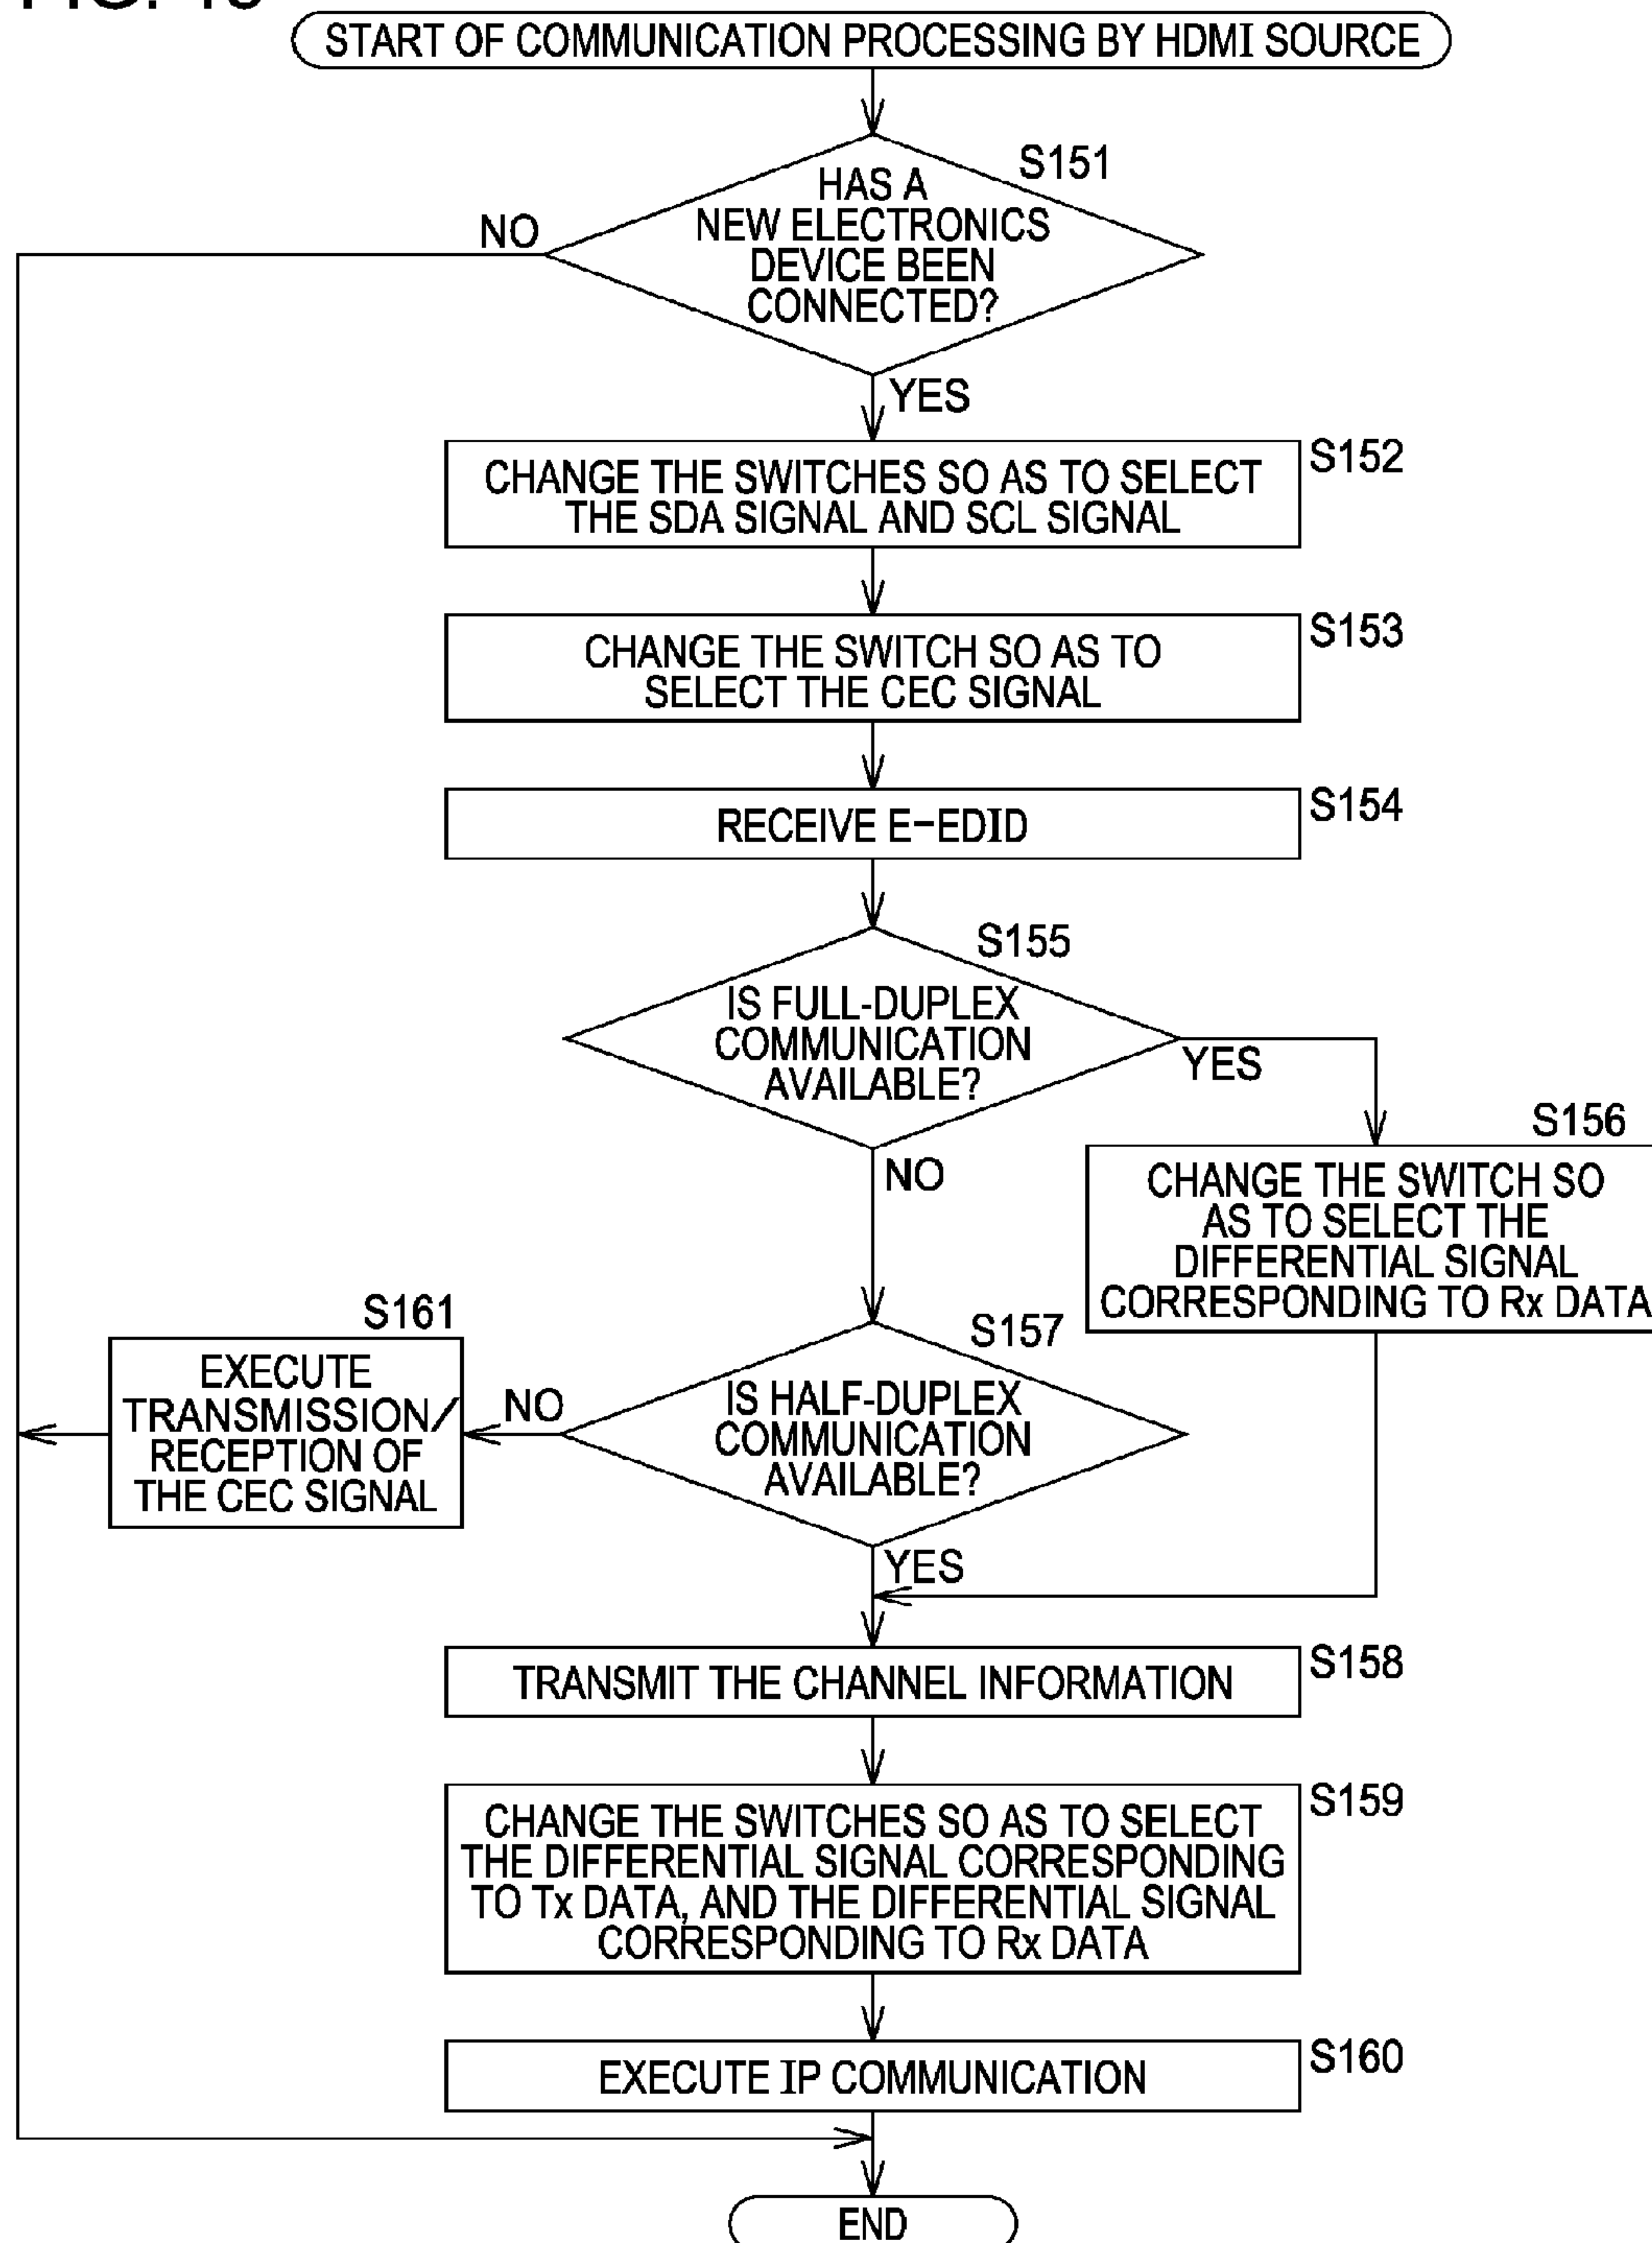 START OF COMMUNICATION PROCESSING BY HDMI SOURCE
S151
HAS A
NEW ELECTRONICS
DEVICE BEEN
CONNECTED?
NO
YES
S152
CHANGE THE SWITCHES SO AS TO SELECT
THE SDA SIGNAL AND SCL SIGNAL
S153
CHANGE THE SWITCH SO AS TO
SELECT THE CEC SIGNAL
S154
RECEIVE E-EDID
S155
IS FULL-DUPLEX
COMMUNICATION
AVAILABLE?
YES
NO
S156
CHANGE THE SWITCH SO
AS TO SELECT THE
DIFFERENTIAL SIGNAL
CORRESPONDING TO Rx DATA
S157
IS HALF-DUPLEX
COMMUNICATION
AVAILABLE?
NO
YES
S161
EXECUTE
TRANSMISSION/
RECEPTION OF
THE CEC SIGNAL
S158
TRANSMIT THE CHANNEL INFORMATION
S159
CHANGE THE SWITCHES SO AS TO SELECT
THE DIFFERENTIAL SIGNAL CORRESPONDING
TO Tx DATA, AND THE DIFFERENTIAL SIGNAL
CORRESPONDING TO Rx DATA
S160
EXECUTE IP COMMUNICATION
END